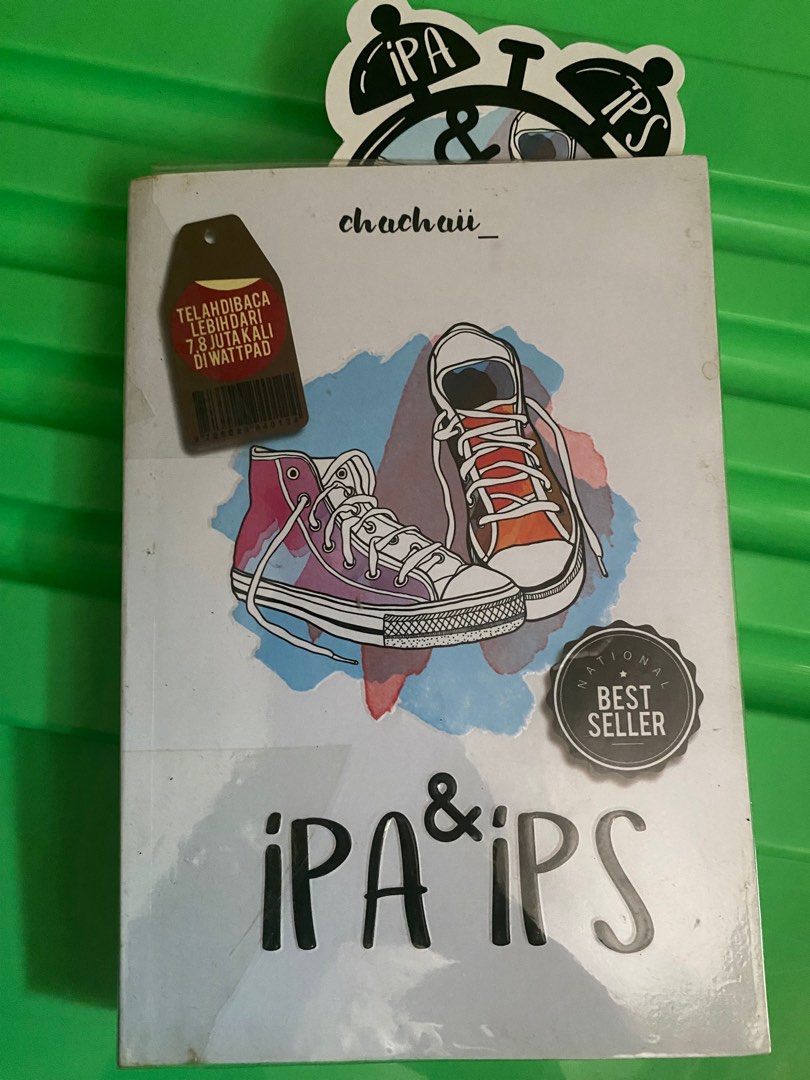 iPA
iPS
&
chachaii_
TELAH DIBACA
LEBIH DARI
7,8 JUTA KALI
DI WATTPAD
NATIONAL
BEST
SELLER
iPA & iPS